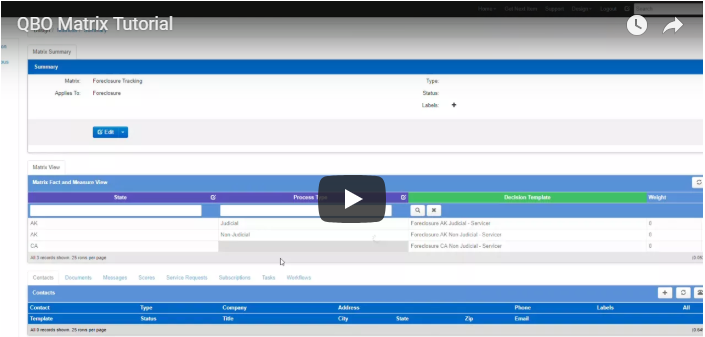 QBO Matrix Tutorial
Home
Support Design Logout Search
Matrix Summary
Summary
Matrix: Foreclosure Tracking Type:
Applies To: Foreclosure Status:
Labels: +
Edit
Matrix View
Matrix Fact and Measure View
State Process Type Decision Template Weight
AK Judicial Foreclosure AK Judicial - Servicer 0
AK Non Judicial Foreclosure AK Non Judicial - Servicer 0
CA Foreclosure CA Non Judicial - Servicer 0
All 3 records shown. 25 rows per page
Contacts Documents Messages Scores Service Requests Subscriptions Tasks Workflows
Contacts
Contact Type Company Address Phone Labels All
Template Status Title City State Zip Email
All 0 records shown. 25 rows per page